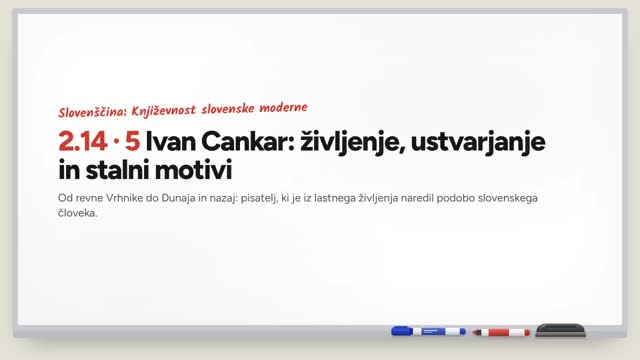 Slovenščina: Književnost slovenske moderne
2.14 · 5 Ivan Cankar: življenje, ustvarjanje
in stalni motivi
Od revne Vrhnike do Dunaja in nazaj: pisatelj, ki je iz lastnega življenja naredil podobo slovenskega
človeka.